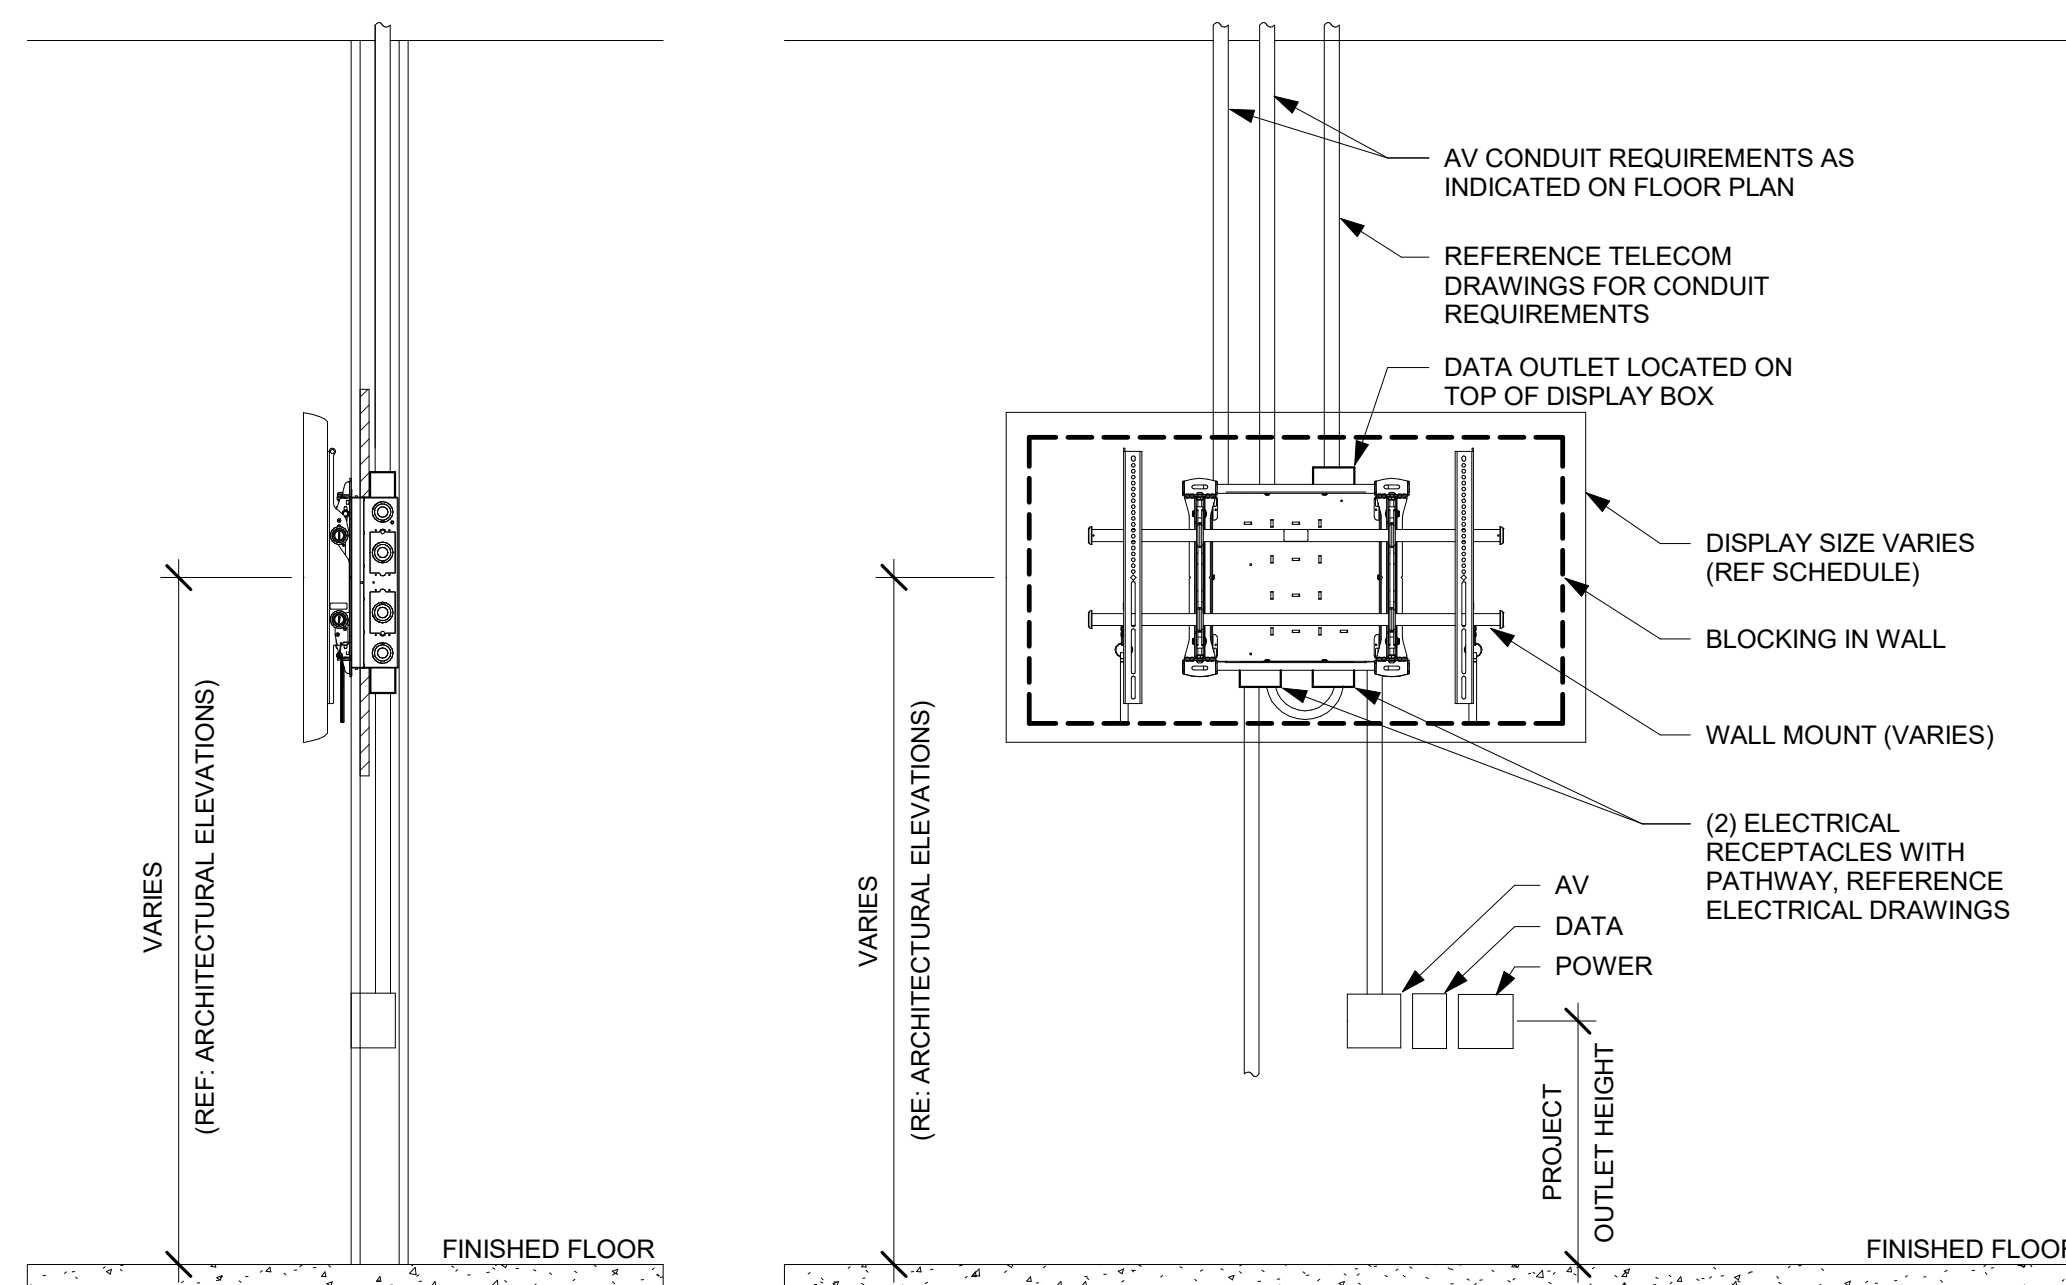 VARIES
(REF: ARCHITECTURAL ELEVATIONS)
FINISHED FLOOR
AV CONDUIT REQUIREMENTS AS
INDICATED ON FLOOR PLAN
REFERENCE TELECOM
DRAWINGS FOR CONDUIT
REQUIREMENTS
DATA OUTLET LOCATED ON
TOP OF DISPLAY BOX
DISPLAY SIZE VARIES
(REF SCHEDULE)
BLOCKING IN WALL
WALL MOUNT (VARIES)
(2) ELECTRICAL
RECEPTACLES WITH
PATHWAY, REFERENCE
ELECTRICAL DRAWINGS
AV
DATA
POWER
VARIES
(RE: ARCHITECTURAL ELEVATIONS)
PROJECT
OUTLET HEIGHT
FINISHED FLOOR